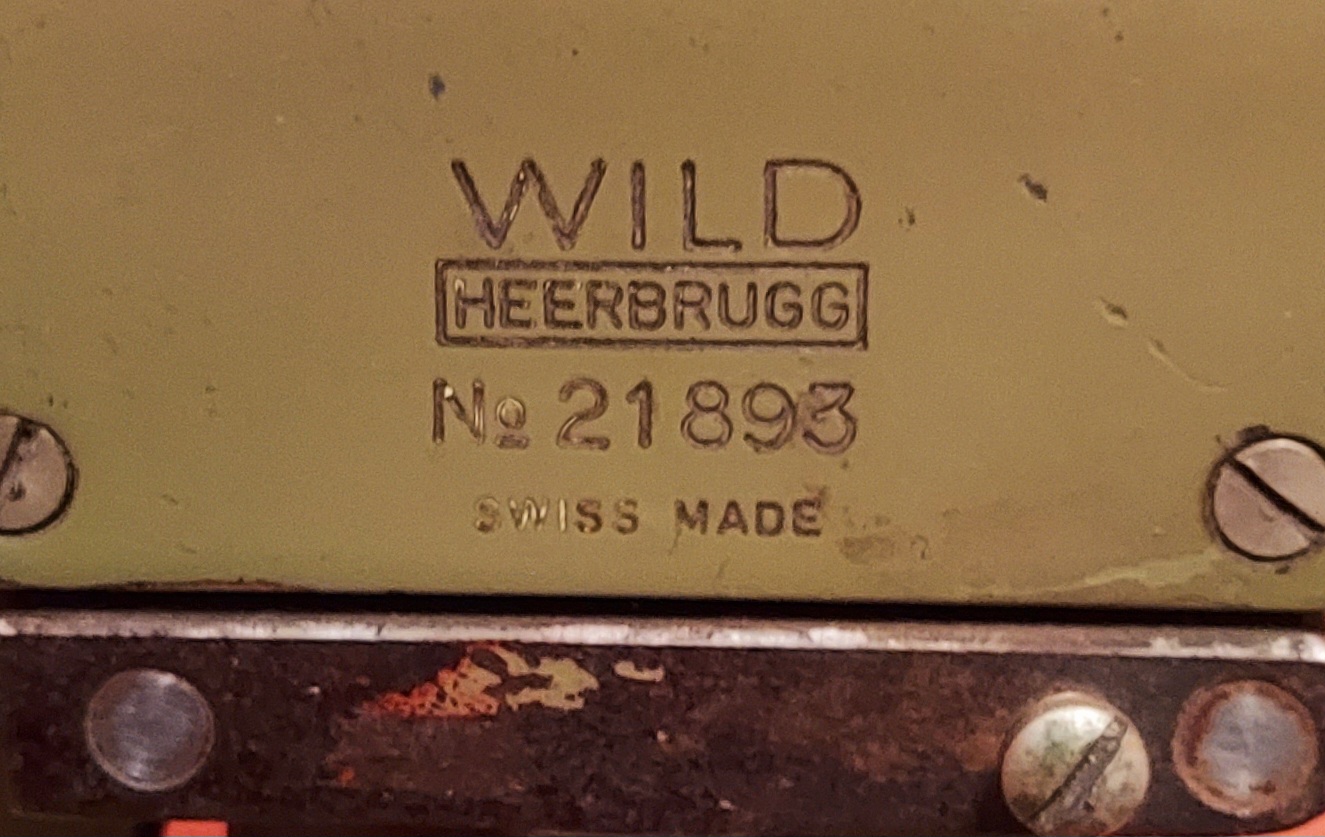 WILD
HEERBRUGG
No 21893
SWISS MADE